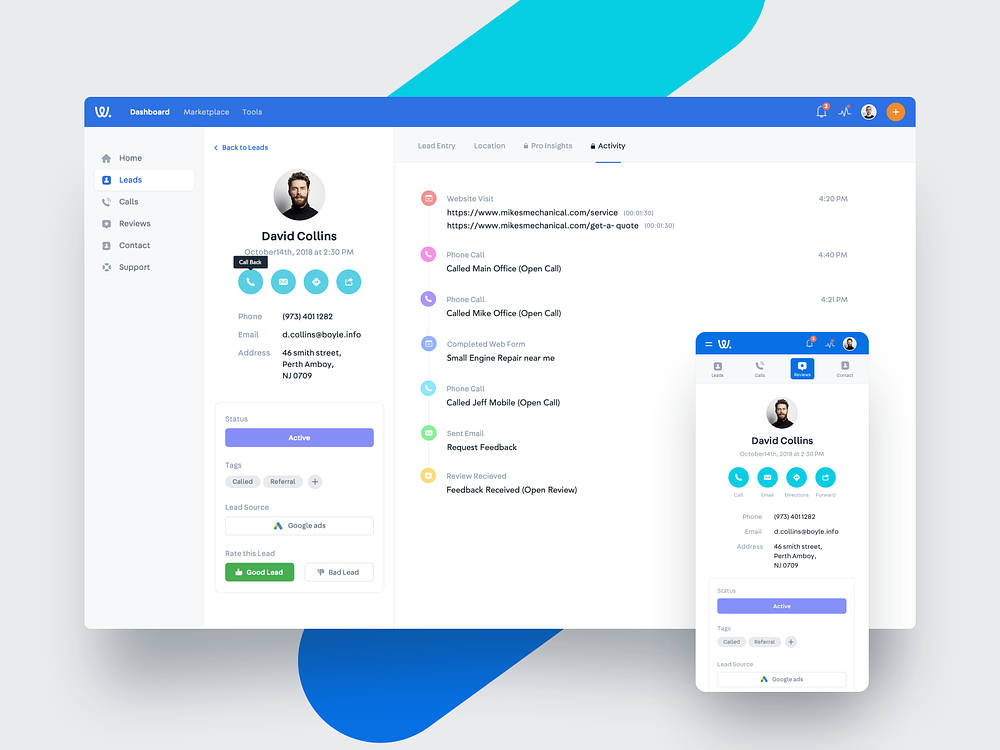 W.
Dashboard
Marketplace
Tools
3
Home
Leads
Calls
Reviews
Contact
Support
Back to Leads
David Collins
October14th, 2018 at 2:30 PM
Call Back
Phone (973) 401 1282
Email d.collins@boyle.info
Address 46 smith street,
Perth Amboy,
NJ 0709
Status
Active
Tags
Called
Referral
Lead Source
Google ads
Rate this Lead
Good Lead
Bad Lead
Lead Entry
Location
Pro Insights
Activity
Website Visit 4:20 PM
https://www.mikesmechanical.com/service (00:01:30)
https://www.mikesmechanical.com/get-a- quote (00:01:30)
Phone Call 4:40 PM
Called Main Office (Open Call)
Phone Call 4:21 PM
Called Mike Office (Open Call)
Completed Web Form
Small Engine Repair near me
Phone Call
Called Jeff Mobile (Open Call)
Sent Email
Request Feedback
Review Recieved
Feedback Received (Open Review)
W.
3
Leads
Calls
Reviews
Contact
David Collins
October14th, 2018 at 2:30 PM
Call
Email
Directions
Forward
Phone (973) 401 1282
Email d.collins@boyle.info
Address 46 smith street,
Perth Amboy,
NJ 0709
Status
Active
Tags
Called
Referral
Lead Source
Google ads